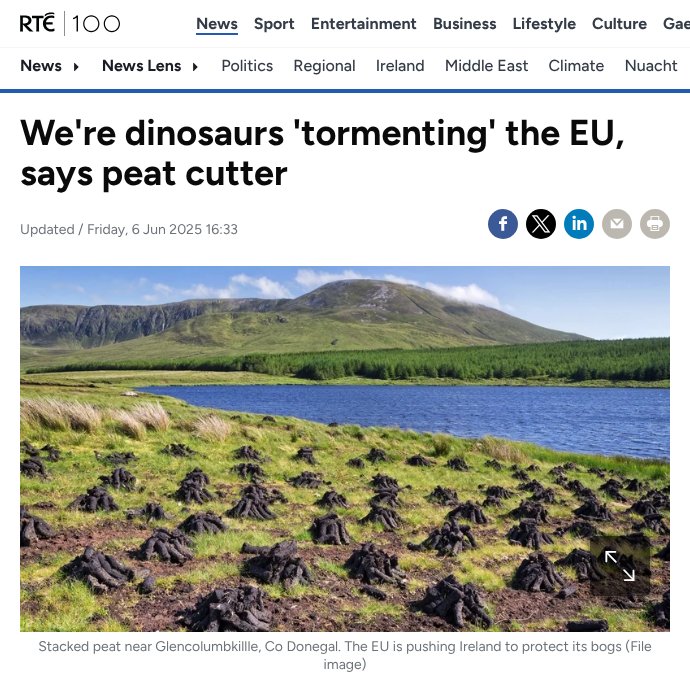 RTÉ 100
News Sport Entertainment Business Lifestyle Culture Gae
News News Lens Politics Regional Ireland Middle East Climate Nuacht
We're dinosaurs 'tormenting' the EU,
says peat cutter
Updated / Friday, 6 Jun 2025 16:33
f X in
Stacked peat near Glencolumbkillle, Co Donegal. The EU is pushing Ireland to protect its bogs (File
image)